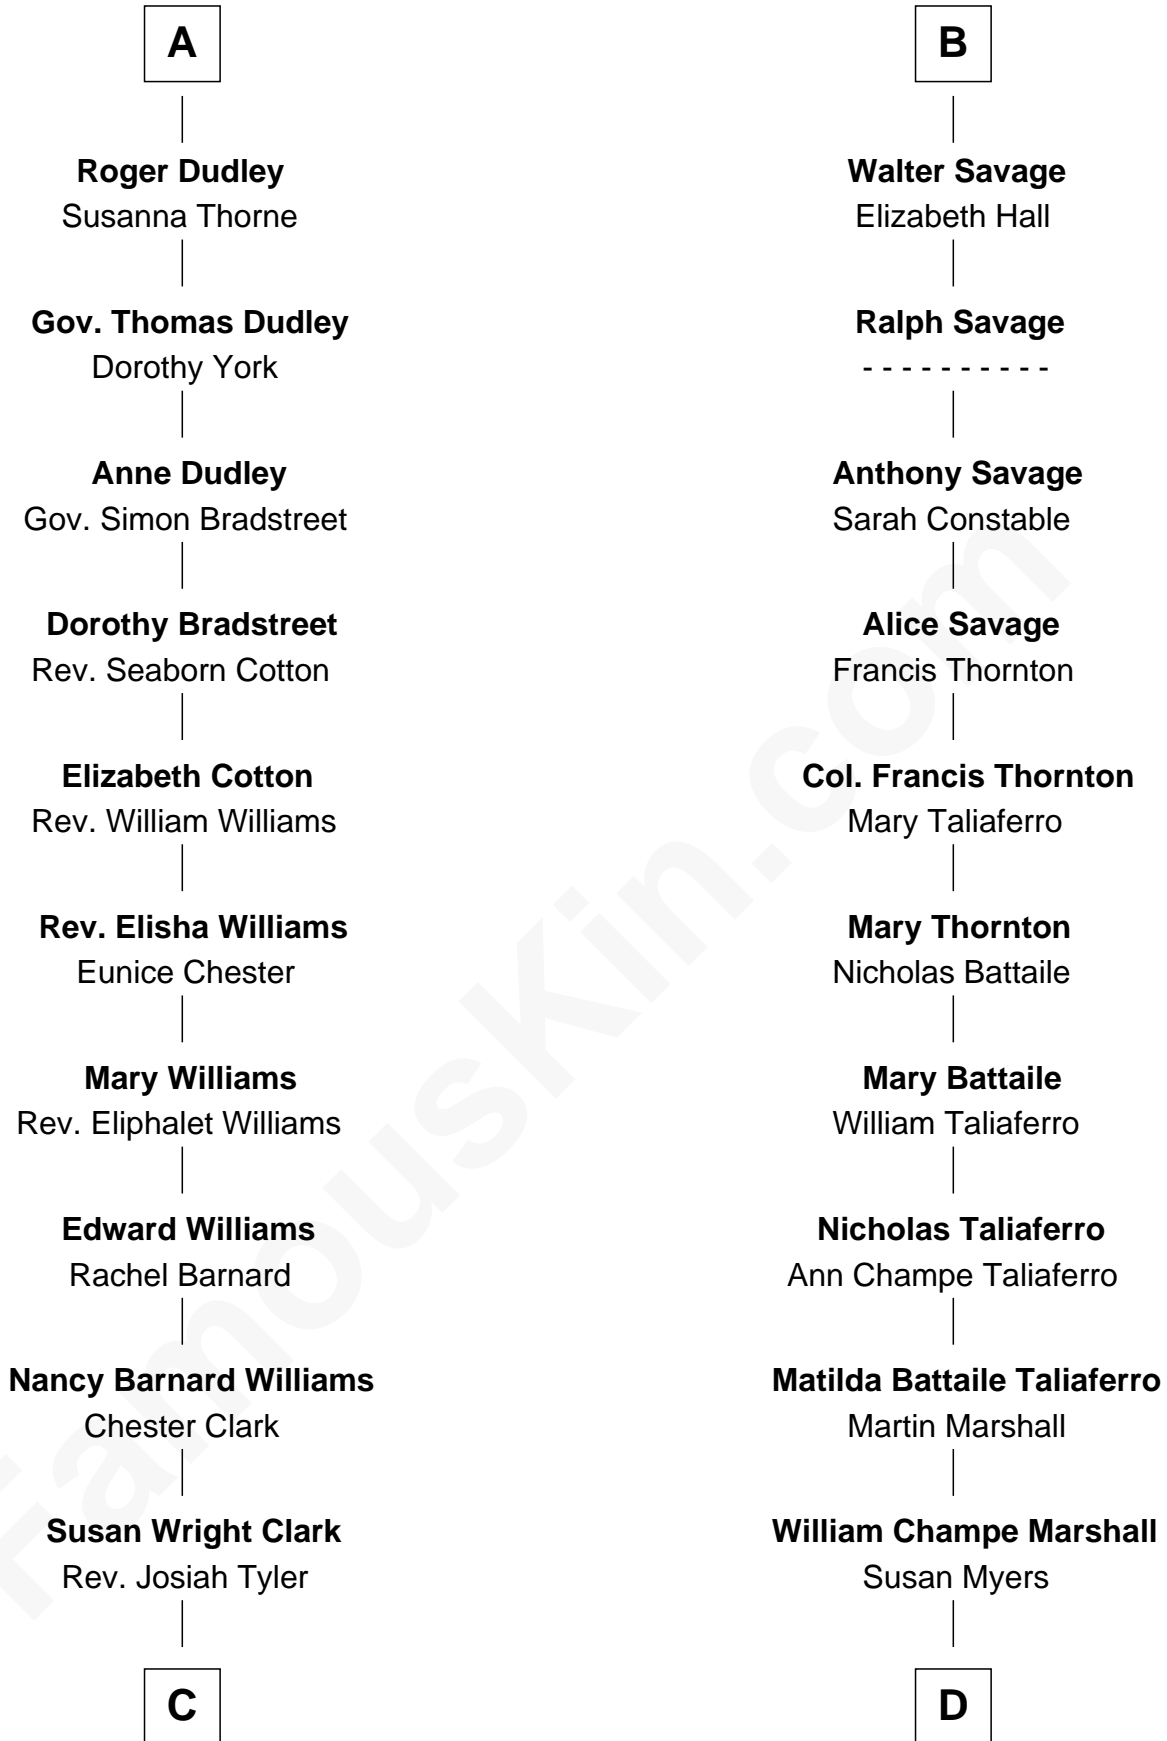 A
Roger Dudley
Susanna Thorne
Gov. Thomas Dudley
Dorothy York
Anne Dudley
Gov. Simon Bradstreet
Dorothy Bradstreet
Rev. Seaborn Cotton
Elizabeth Cotton
Rev. William Williams
Rev. Elisha Williams
Eunice Chester
Mary Williams
Rev. Eliphalet Williams
Edward Williams
Rachel Barnard
Nancy Barnard Williams
Chester Clark
Susan Wright Clark
Rev. Josiah Tyler
C
B
Walter Savage
Elizabeth Hall
Ralph Savage
- - - - - - - - - -
Anthony Savage
Sarah Constable
Alice Savage
Francis Thornton
Col. Francis Thornton
Mary Taliaferro
Mary Thornton
Nicholas Battaile
Mary Battaile
William Taliaferro
Nicholas Taliaferro
Ann Champe Taliaferro
Matilda Battaile Taliaferro
Martin Marshall
William Champe Marshall
Susan Myers
D
FamousKin.com